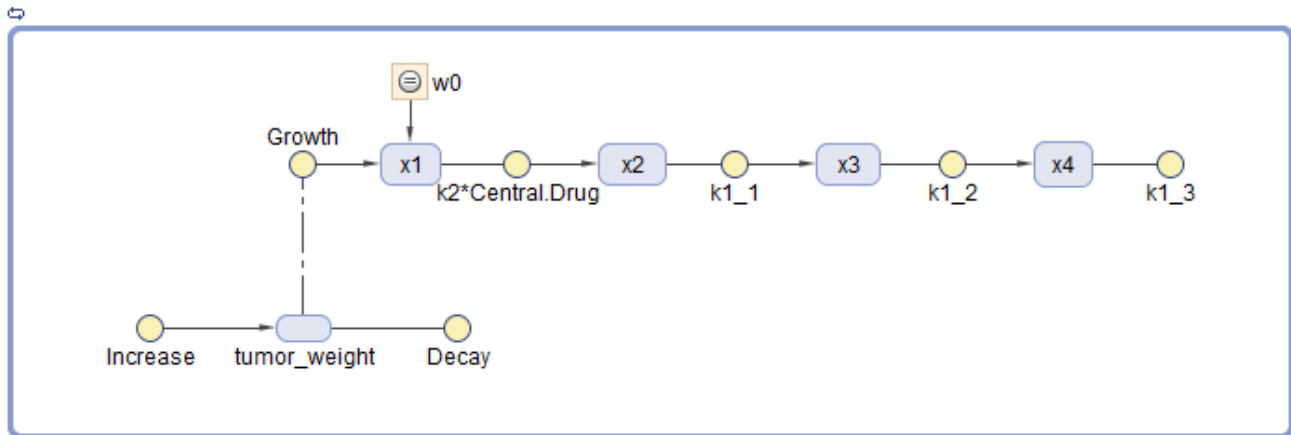 w0
Growth
x1
k2*Central.Drug
x2
k1_1
x3
k1_2
x4
k1_3
Increase
tumor_weight
Decay